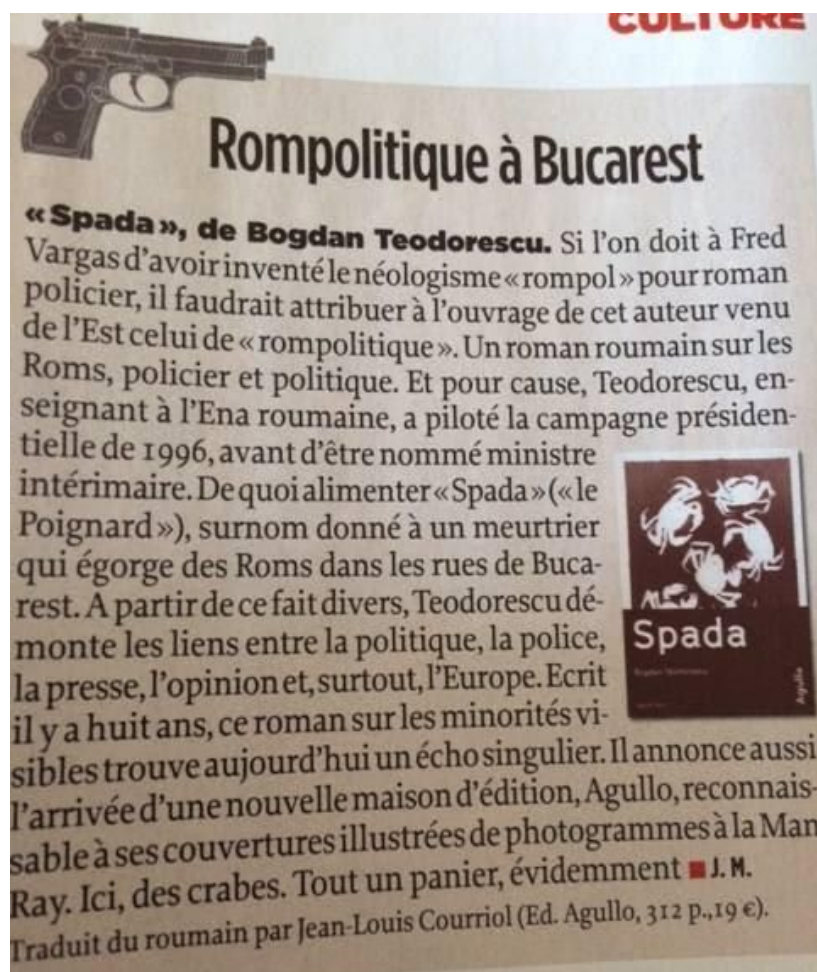 CULTURE
Rompolitique à Bucarest
« Spada », de Bogdan Teodorescu. Si l’on doit à Fred
Vargas d’avoir inventé le néologisme « rompol » pour roman
policier, il faudrait attribuer à l’ouvrage de cet auteur venu
de l’Est celui de « rompolitique ». Un roman roumain sur les
Roms, policier et politique. Et pour cause, Teodorescu, en-
seignant à l’Ena roumaine, a piloté la campagne présiden-
tielle de 1996, avant d’être nommé ministre
intérimaire. De quoi alimenter « Spada » (« le
Poignard »), surnom donné à un meurtrier
qui égorge des Roms dans les rues de Buca-
rest. A partir de ce fait divers, Teodorescu dé-
monte les liens entre la politique, la police,
la presse, l’opinion et, surtout, l’Europe. Ecrit
il y a huit ans, ce roman sur les minorités vi-
sibles trouve aujourd’hui un écho singulier. Il annonce aussi
l’arrivée d’une nouvelle maison d’édition, Agullo, reconnais-
sable à ses couvertures illustrées de photogrammes à la Man
Ray. Ici, des crabes. Tout un panier, évidemment ■ J. M.
Traduit du roumain par Jean-Louis Courriol (Ed. Agullo, 312 p., 19 €).
Spada
Bogdan Teodorescu
Agullo